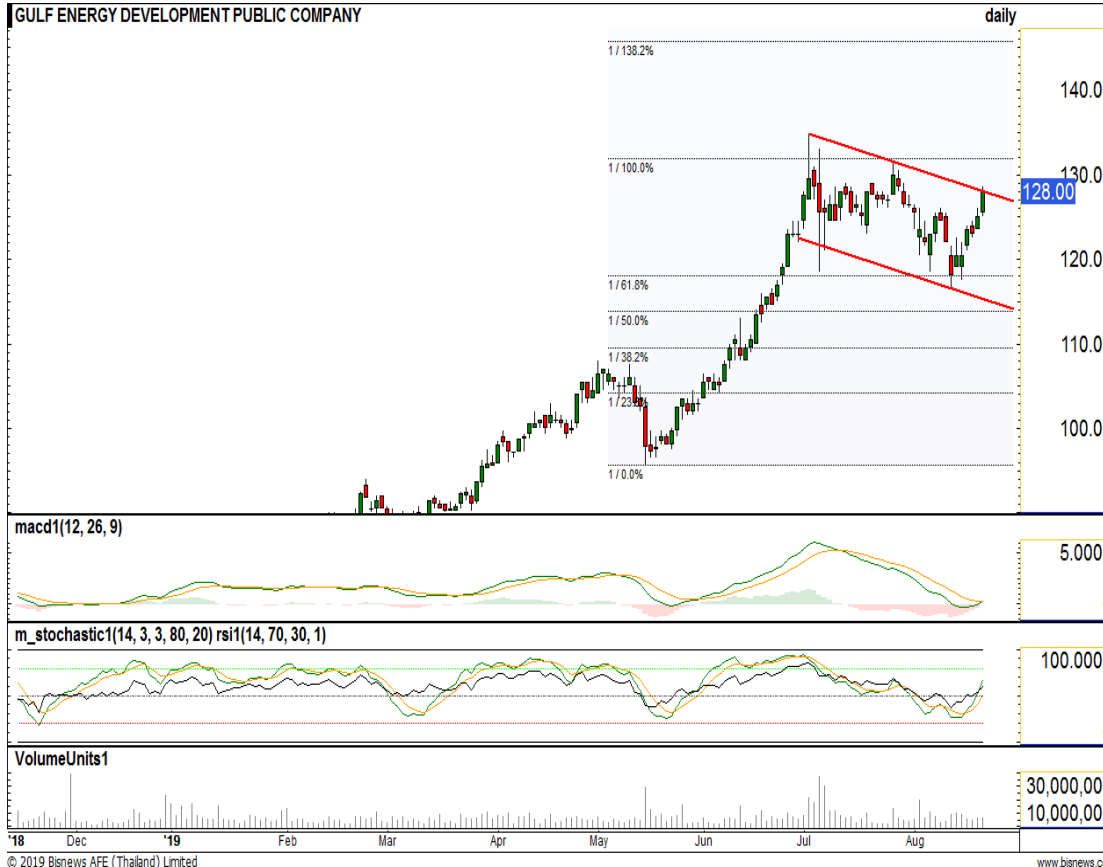 GULF ENERGY DEVELOPMENT PUBLIC COMPANY daily
1 / 138.2%
140.0
1 / 100.0%
130.0
128.00
120.0
1 / 61.8%
1 / 50.0%
110.0
1 / 38.2%
1 / 23.
100.0
1 / 0.0%
macd1(12, 26, 9)
5.000
m_stochastic1(14, 3, 3, 80, 20) rsi1(14, 70, 30, 1)
100.000
VolumeUnits1
30,000,00
10,000,00
'18 Dec '19 Feb Mar Apr May Jun Jul Aug
© 2019 Bisnews AFE (Thailand) Limited www.bisnews.c